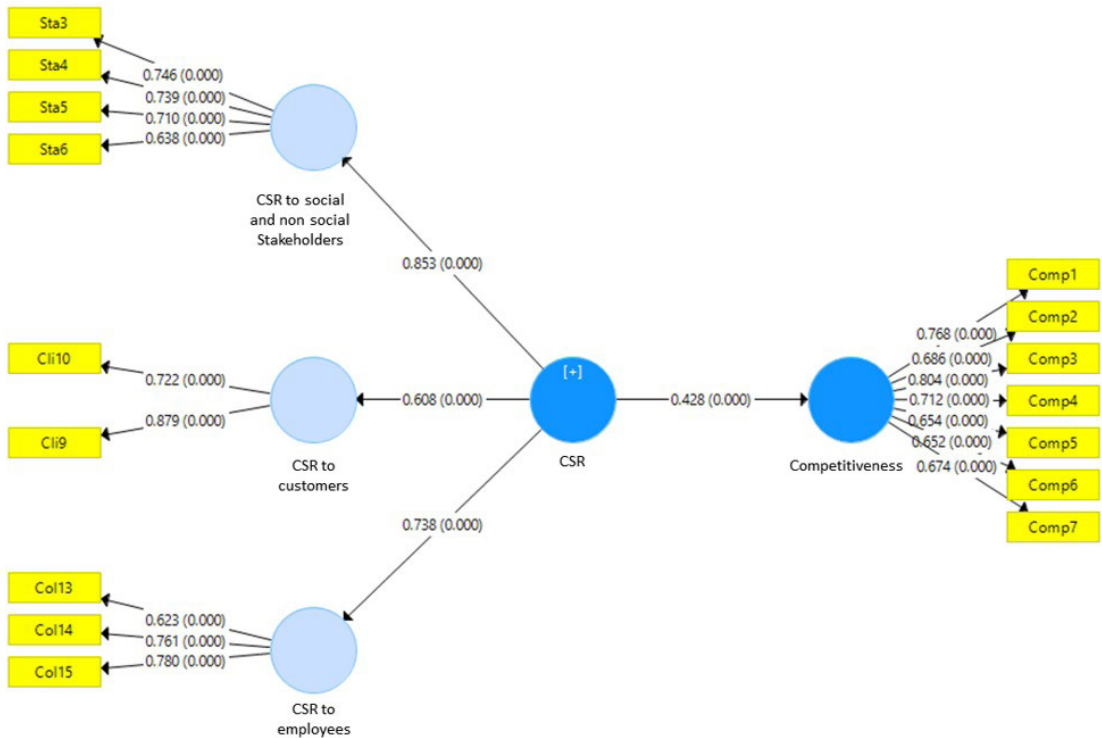 Sta3
Sta4
Sta5
Sta6
0.746 (0.000)
0.739 (0.000)
0.710 (0.000)
0.638 (0.000)
CSR to social
and non social
Stakeholders
0.853 (0.000)
Cli10
Cli9
0.722 (0.000)
0.879 (0.000)
CSR to
customers
0.608 (0.000)
[+]
CSR
0.428 (0.000)
Competitiveness
Comp1
Comp2
Comp3
Comp4
Comp5
Comp6
Comp7
0.768 (0.000)
0.686 (0.000)
0.804 (0.000)
0.712 (0.000)
0.654 (0.000)
0.652 (0.000)
0.674 (0.000)
0.738 (0.000)
Col13
Col14
Col15
0.623 (0.000)
0.761 (0.000)
0.780 (0.000)
CSR to
employees